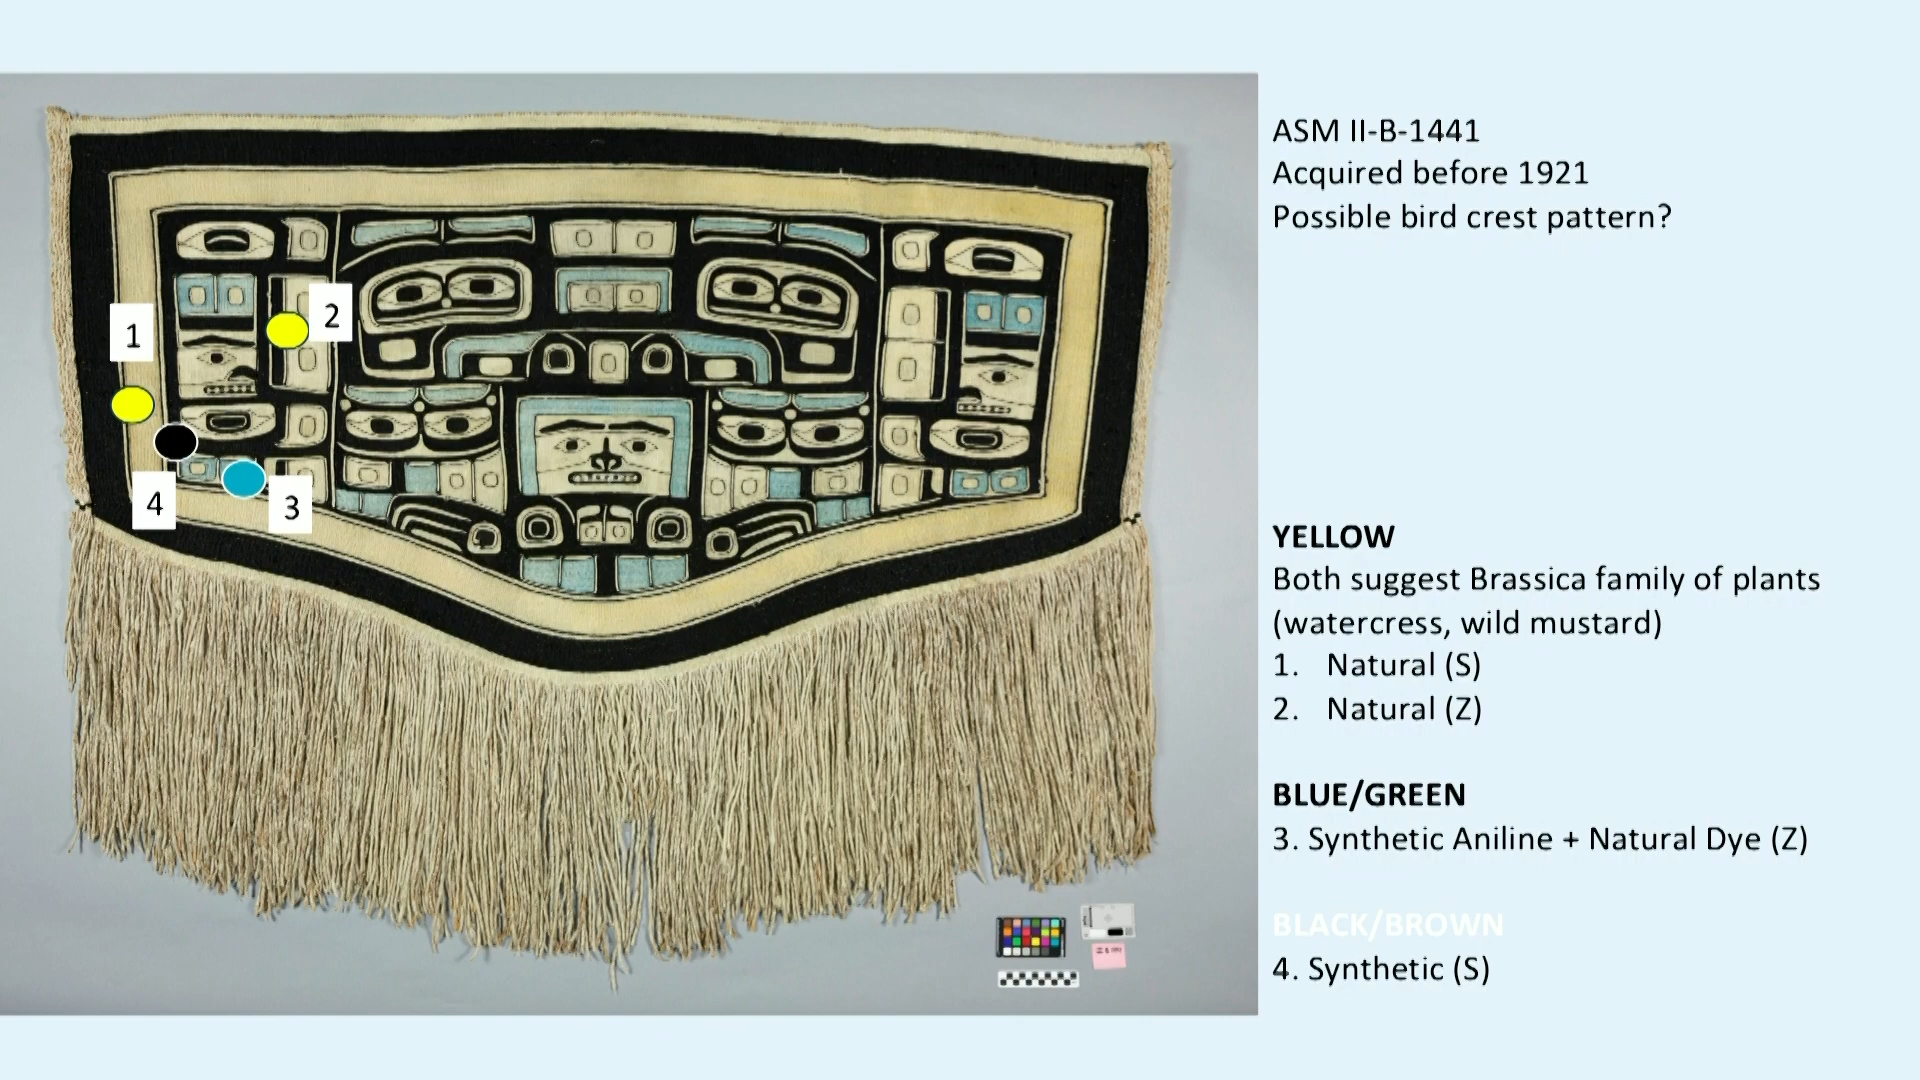 ASM II-B-1441
Acquired before 1921
Possible bird crest pattern?
1
2
4
3
YELLOW
Both suggest Brassica family of plants
(watercress, wild mustard)
1. Natural (S)
2. Natural (Z)
BLUE/GREEN
3. Synthetic Aniline + Natural Dye (Z)
BLACK/BROWN
4. Synthetic (S)